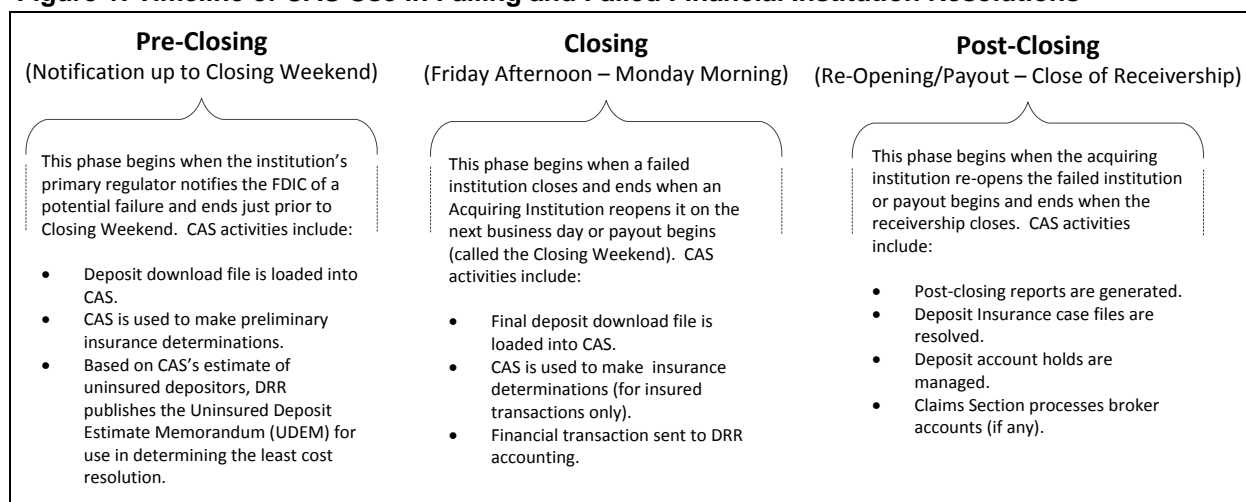 Figure 1: Timeline of CAS Use in Failing and Failed Financial Institution Resolutions
Pre-Closing
(Notification up to Closing Weekend)
This phase begins when the institution's
primary regulator notifies the FDIC of a
potential failure and ends just prior to
Closing Weekend. CAS activities include:
• Deposit download file is loaded into
CAS.
• CAS is used to make preliminary
insurance determinations.
• Based on CAS's estimate of
uninsured depositors, DRR
publishes the Uninsured Deposit
Estimate Memorandum (UDEM) for
use in determining the least cost
resolution.
Closing
(Friday Afternoon – Monday Morning)
This phase begins when a failed
institution closes and ends when an
Acquiring Institution reopens it on the
next business day or payout begins
(called the Closing Weekend). CAS
activities include:
• Final deposit download file is
loaded into CAS.
• CAS is used to make insurance
determinations (for insured
transactions only).
• Financial transaction sent to DRR
accounting.
Post-Closing
(Re-Opening/Payout – Close of Receivership)
This phase begins when the acquiring
institution re-opens the failed institution
or payout begins and ends when the
receivership closes. CAS activities
include:
• Post-closing reports are generated.
• Deposit Insurance case files are
resolved.
• Deposit account holds are
managed.
• Claims Section processes broker
accounts (if any).